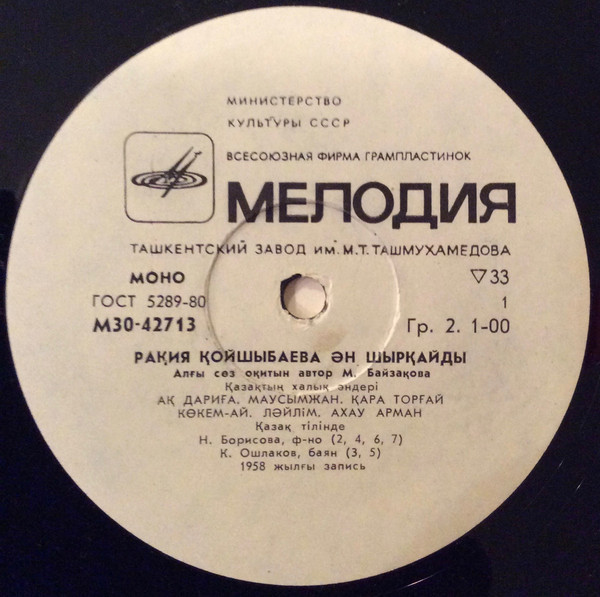 МИНИСТЕРСТВО
КУЛЬТУРЫ СССР
ВСЕСОЮЗНАЯ ФИРМА ГРАМПЛАСТИНОК
МЕЛОДИЯ
ТАШКЕНТСКИЙ ЗАВОД ИМ. М. Т. ТАШМУХАМЕДОВА
МОНО
▽33
ГОСТ 5289-80
1
М30-42713
Гр. 2. 1-00
РАҚИЯ ҚОЙШЫБАЕВА ӘН ШЫРҚАЙДЫ
Алғы сөз оқитын автор М. Байзақова
Қазақтың халық әндері
АҚ ДАРИҒА. МАУСЫМЖАН. ҚАРА ТОРҒАЙ
КӨКЕМ-АЙ. ЛӘЙЛІМ. АХАУ АРМАН
Қазақ тілінде
Н. Борисова, ф-но (2, 4, 6, 7)
К. Ошлаков, баян (3, 5)
1958 жылғы запись